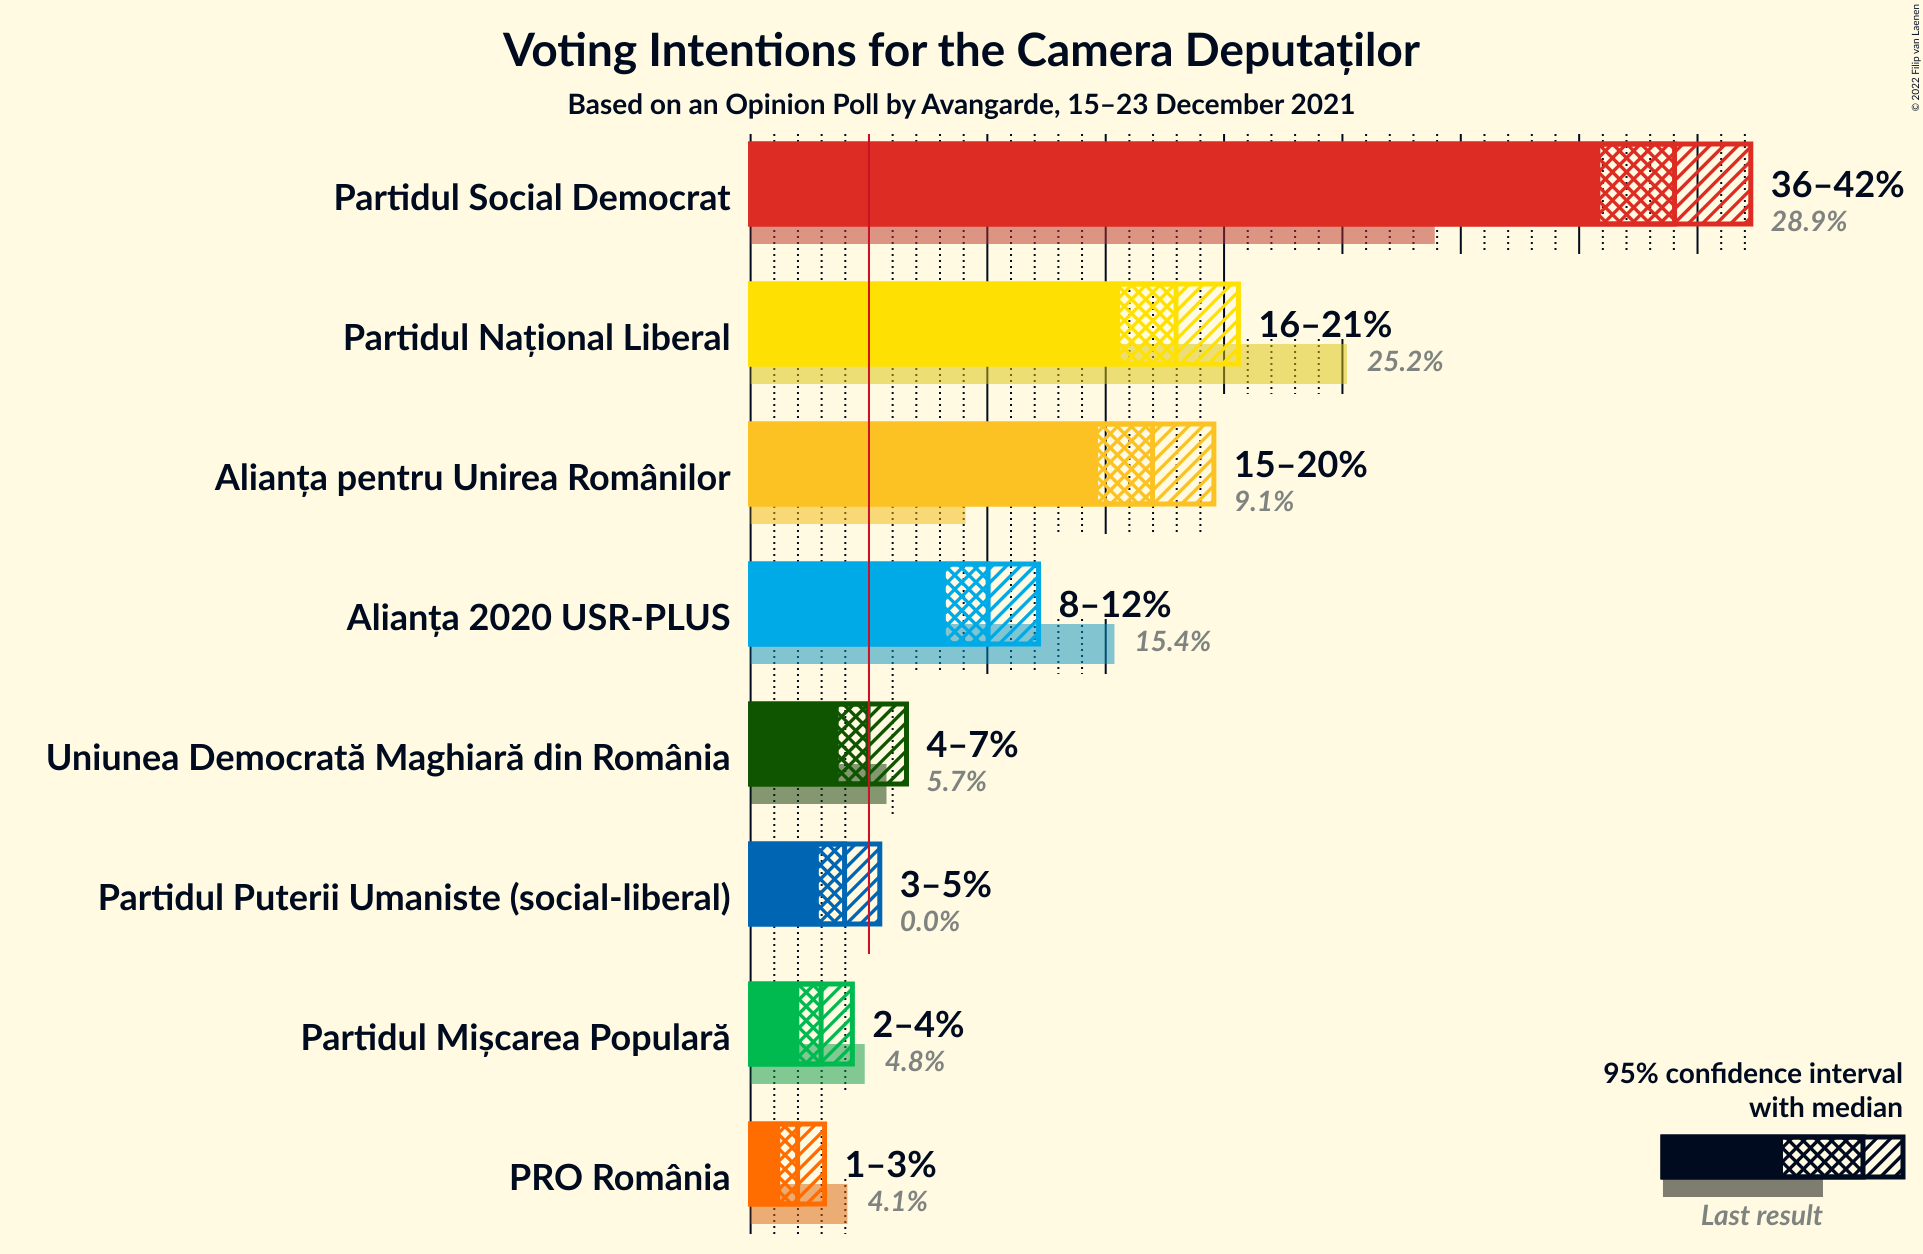 Voting Intentions for the Camera Deputaților
Based on an Opinion Poll by Avangarde, 15–23 December 2021
© 2022 Filip van Laenen
Partidul Social Democrat
36–42%
28.9%
Partidul Național Liberal
16–21%
25.2%
Alianța pentru Unirea Românilor
15–20%
9.1%
Alianța 2020 USR-PLUS
8–12%
15.4%
Uniunea Democrată Maghiară din România
4–7%
5.7%
Partidul Puterii Umaniste (social-liberal)
3–5%
0.0%
Partidul Mișcarea Populară
2–4%
4.8%
PRO România
1–3%
4.1%
95% confidence interval
with median
Last result